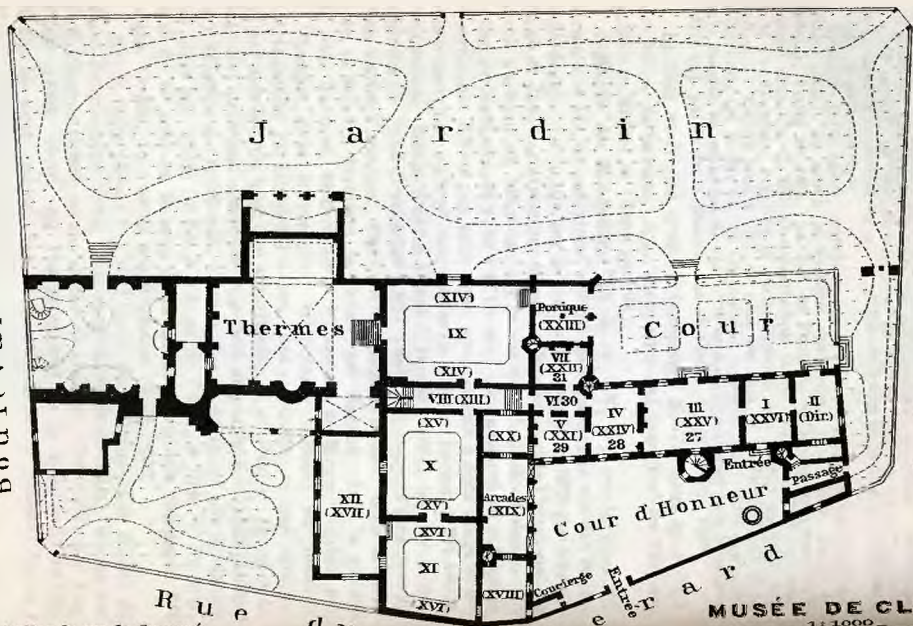 Jardin
Thermes
(XIV)
IX
(XIV)
Portique
(XXIII)
Cour
VII
(XXII)
31
VIII (XIII)
VI 30
IV
(XXIV)
28
III
(XXV)
27
I
(XXVI)
II
(Dir.)
(XV)
X
(XV)
(XX)
V
(XXI)
29
Entrée
Passage
XII
(XVII)
Arcades
(XIX)
Cour d'Honneur
(XVI)
XI
(XVI)
(XVIII)
Concierge
Entrée
Rue d
erard
MUSÉE DE CL